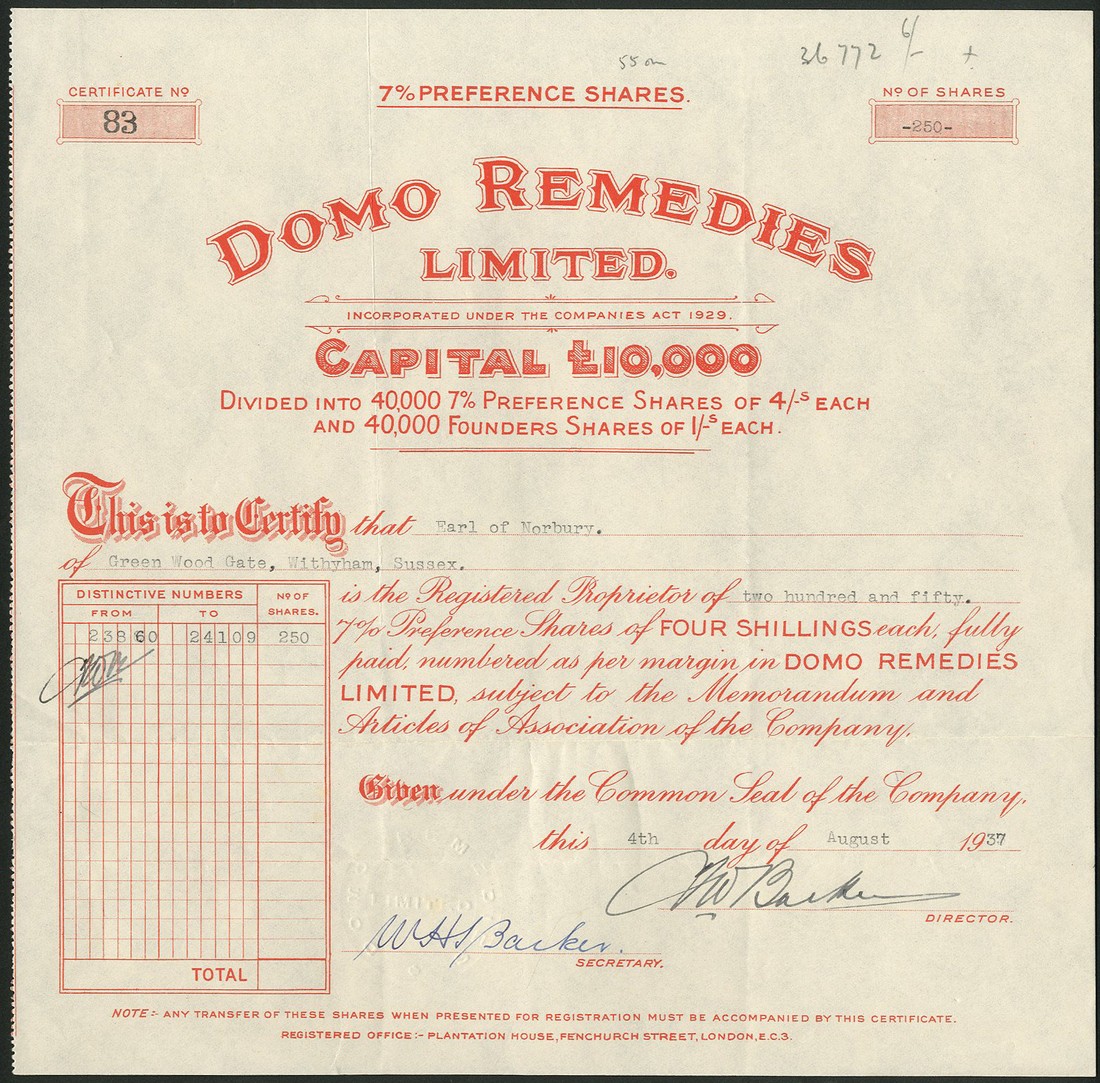 55 on
36 772 6/- +
CERTIFICATE Nº
83
7% PREFERENCE SHARES.
Nº OF SHARES
-250-
DOMO REMEDIES
LIMITED.
INCORPORATED UNDER THE COMPANIES ACT 1929.
CAPITAL £10,000
DIVIDED INTO 40,000 7% PREFERENCE SHARES OF 4/-S EACH
AND 40,000 FOUNDERS SHARES OF 1/-S EACH.
This is to Certify that Earl of Norbury.
of Green Wood Gate, Withyham, Sussex.
DISTINCTIVE NUMBERS
Nº OF SHARES.
FROM TO
23860 24109 250
TOTAL
is the Registered Proprietor of two hundred and fifty.
7% Preference Shares of FOUR SHILLINGS each, fully
paid, numbered as per margin in DOMO REMEDIES
LIMITED, subject to the Memorandum and
Articles of Association of the Company.
Given under the Common Seal of the Company,
this 4th day of August 1937
Barker
DIRECTOR.
WHS Barker.
SECRETARY.
LIMITED
NOTE:- ANY TRANSFER OF THESE SHARES WHEN PRESENTED FOR REGISTRATION MUST BE ACCOMPANIED BY THIS CERTIFICATE.
REGISTERED OFFICE:- PLANTATION HOUSE, FENCHURCH STREET, LONDON, E.C.3.